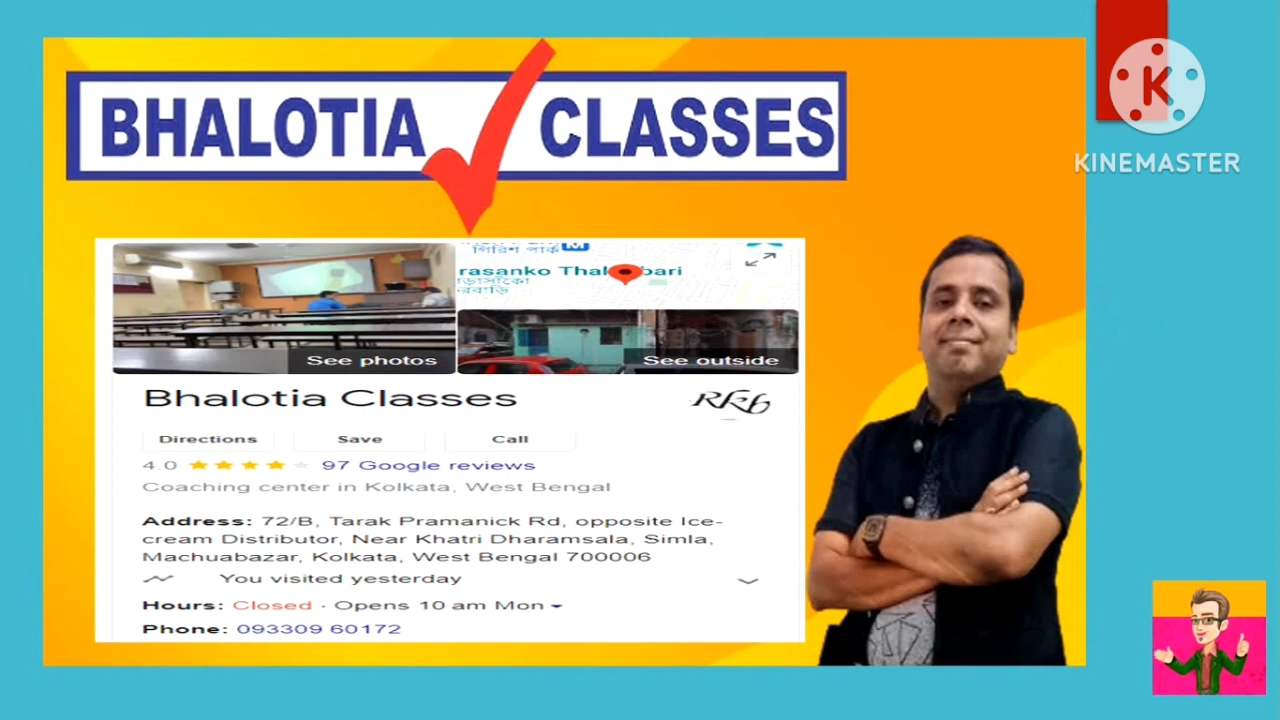 BHALOTIA CLASSES
K
KINEMASTER
গিরিশ পার্ক M
See photos
See outside
Bhalotia Classes
Rkb
Directions
Save
Call
4.0 97 Google reviews
Coaching center in Kolkata, West Bengal
Address: 72/B, Tarak Pramanick Rd, opposite Ice-
cream Distributor, Near Khatri Dharamsala, Simla,
Machuabazar, Kolkata, West Bengal 700006
You visited yesterday
Hours: Closed · Opens 10 am Mon
Phone: 093309 60172